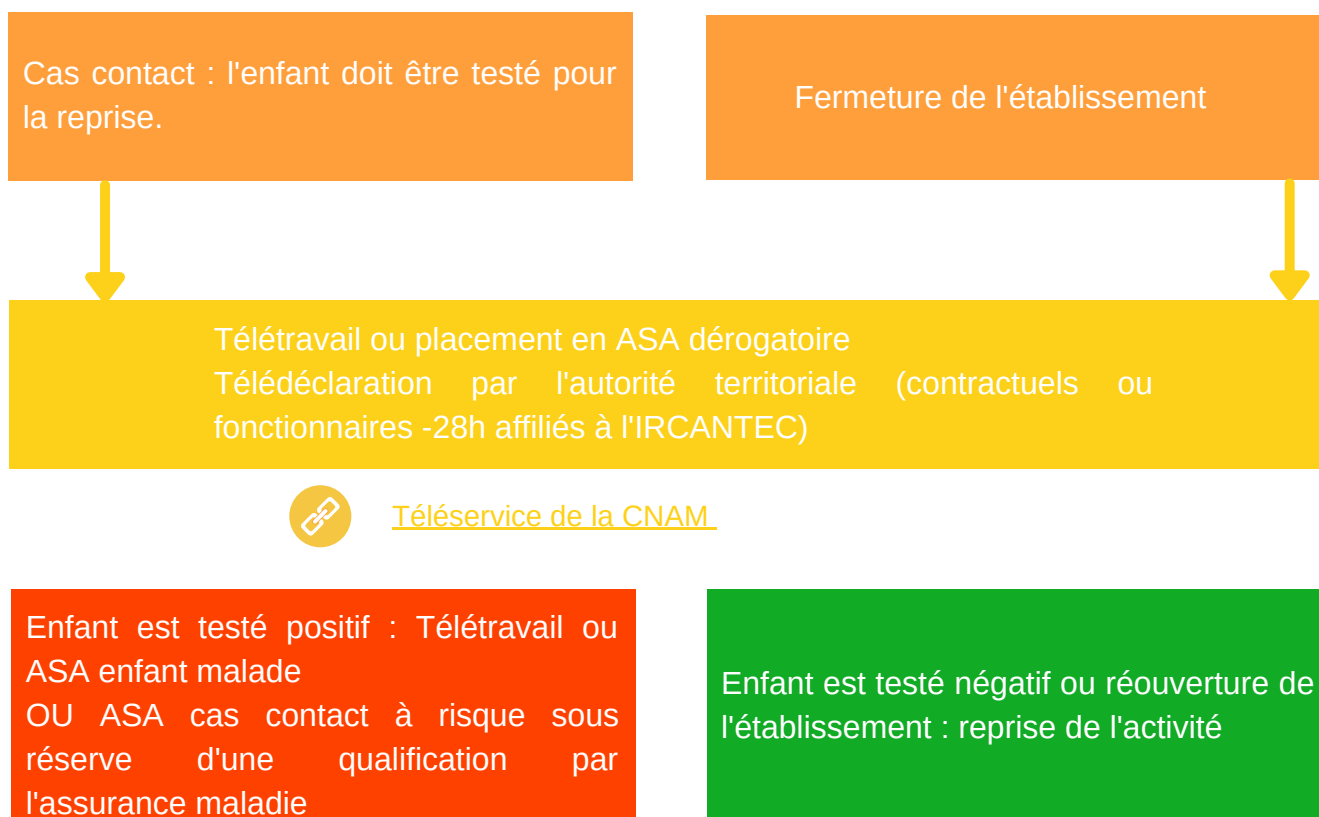 Cas contact : l'enfant doit être testé pour
la reprise.
Fermeture de l'établissement
Télétravail ou placement en ASA dérogatoire
Télédéclaration par l'autorité territoriale (contractuels ou
fonctionnaires -28h affiliés à l'IRCANTEC)
Téléservice de la CNAM
Enfant est testé positif : Télétravail ou
ASA enfant malade
OU ASA cas contact à risque sous
réserve d'une qualification par
l'assurance maladie
Enfant est testé négatif ou réouverture de
l'établissement : reprise de l'activité